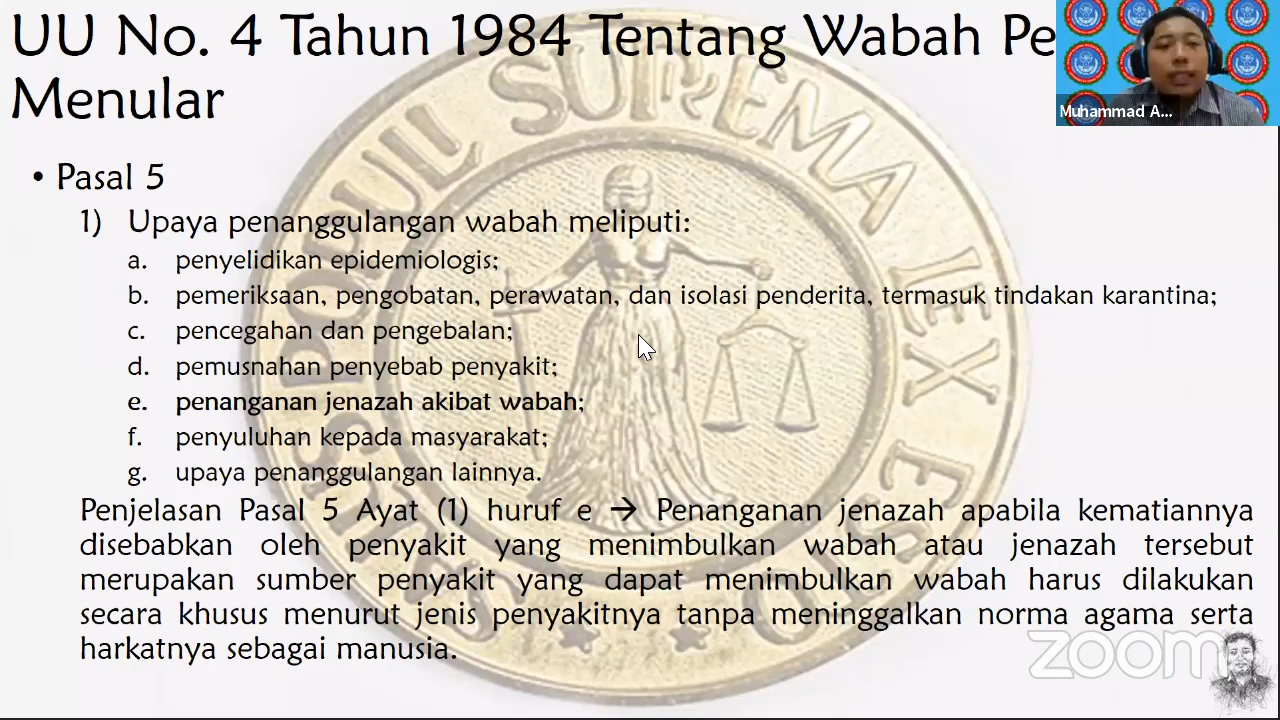 UU No. 4 Tahun 1984 Tentang Wabah Pe
Menular
Muhammad A...
• Pasal 5
1) Upaya penanggulangan wabah meliputi:
a. penyelidikan epidemiologis;
b. pemeriksaan, pengobatan, perawatan, dan isolasi penderita, termasuk tindakan karantina;
c. pencegahan dan pengebalan;
d. pemusnahan penyebab penyakit;
e. penanganan jenazah akibat wabah;
f. penyuluhan kepada masyarakat;
g. upaya penanggulangan lainnya.
Penjelasan Pasal 5 Ayat (1) huruf e → Penanganan jenazah apabila kematiannya
disebabkan oleh penyakit yang menimbulkan wabah atau jenazah tersebut
merupakan sumber penyakit yang dapat menimbulkan wabah harus dilakukan
secara khusus menurut jenis penyakitnya tanpa meninggalkan norma agama serta
harkatnya sebagai manusia.
zoom
POPULI SUPREMA LEX ESTO